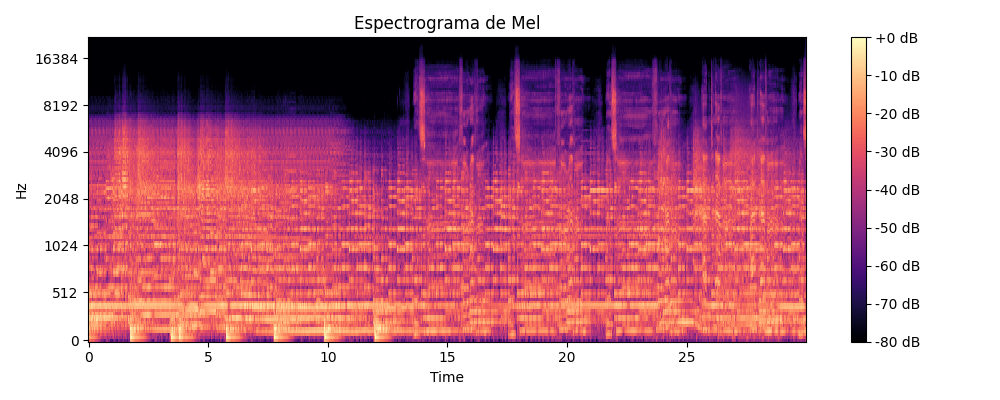 Espectrograma de Mel
Hz
16384
8192
4096
2048
1024
512
0
0 5 10 15 20 25
Time
+0 dB
-10 dB
-20 dB
-30 dB
-40 dB
-50 dB
-60 dB
-70 dB
-80 dB